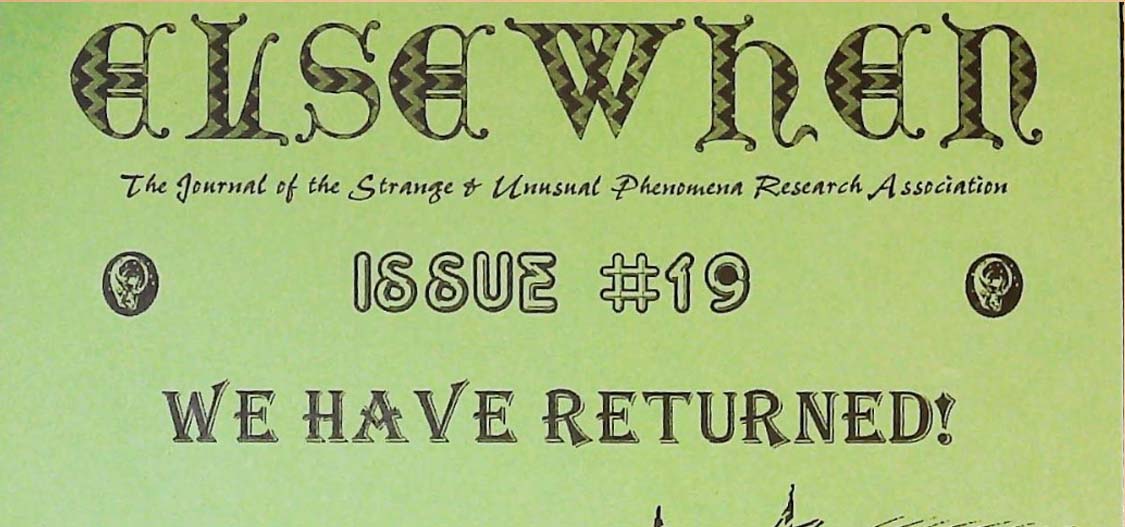 ELSEWHEN
The Journal of the Strange & Unusual Phenomena Research Association
ISSUE #19
WE HAVE RETURNED!